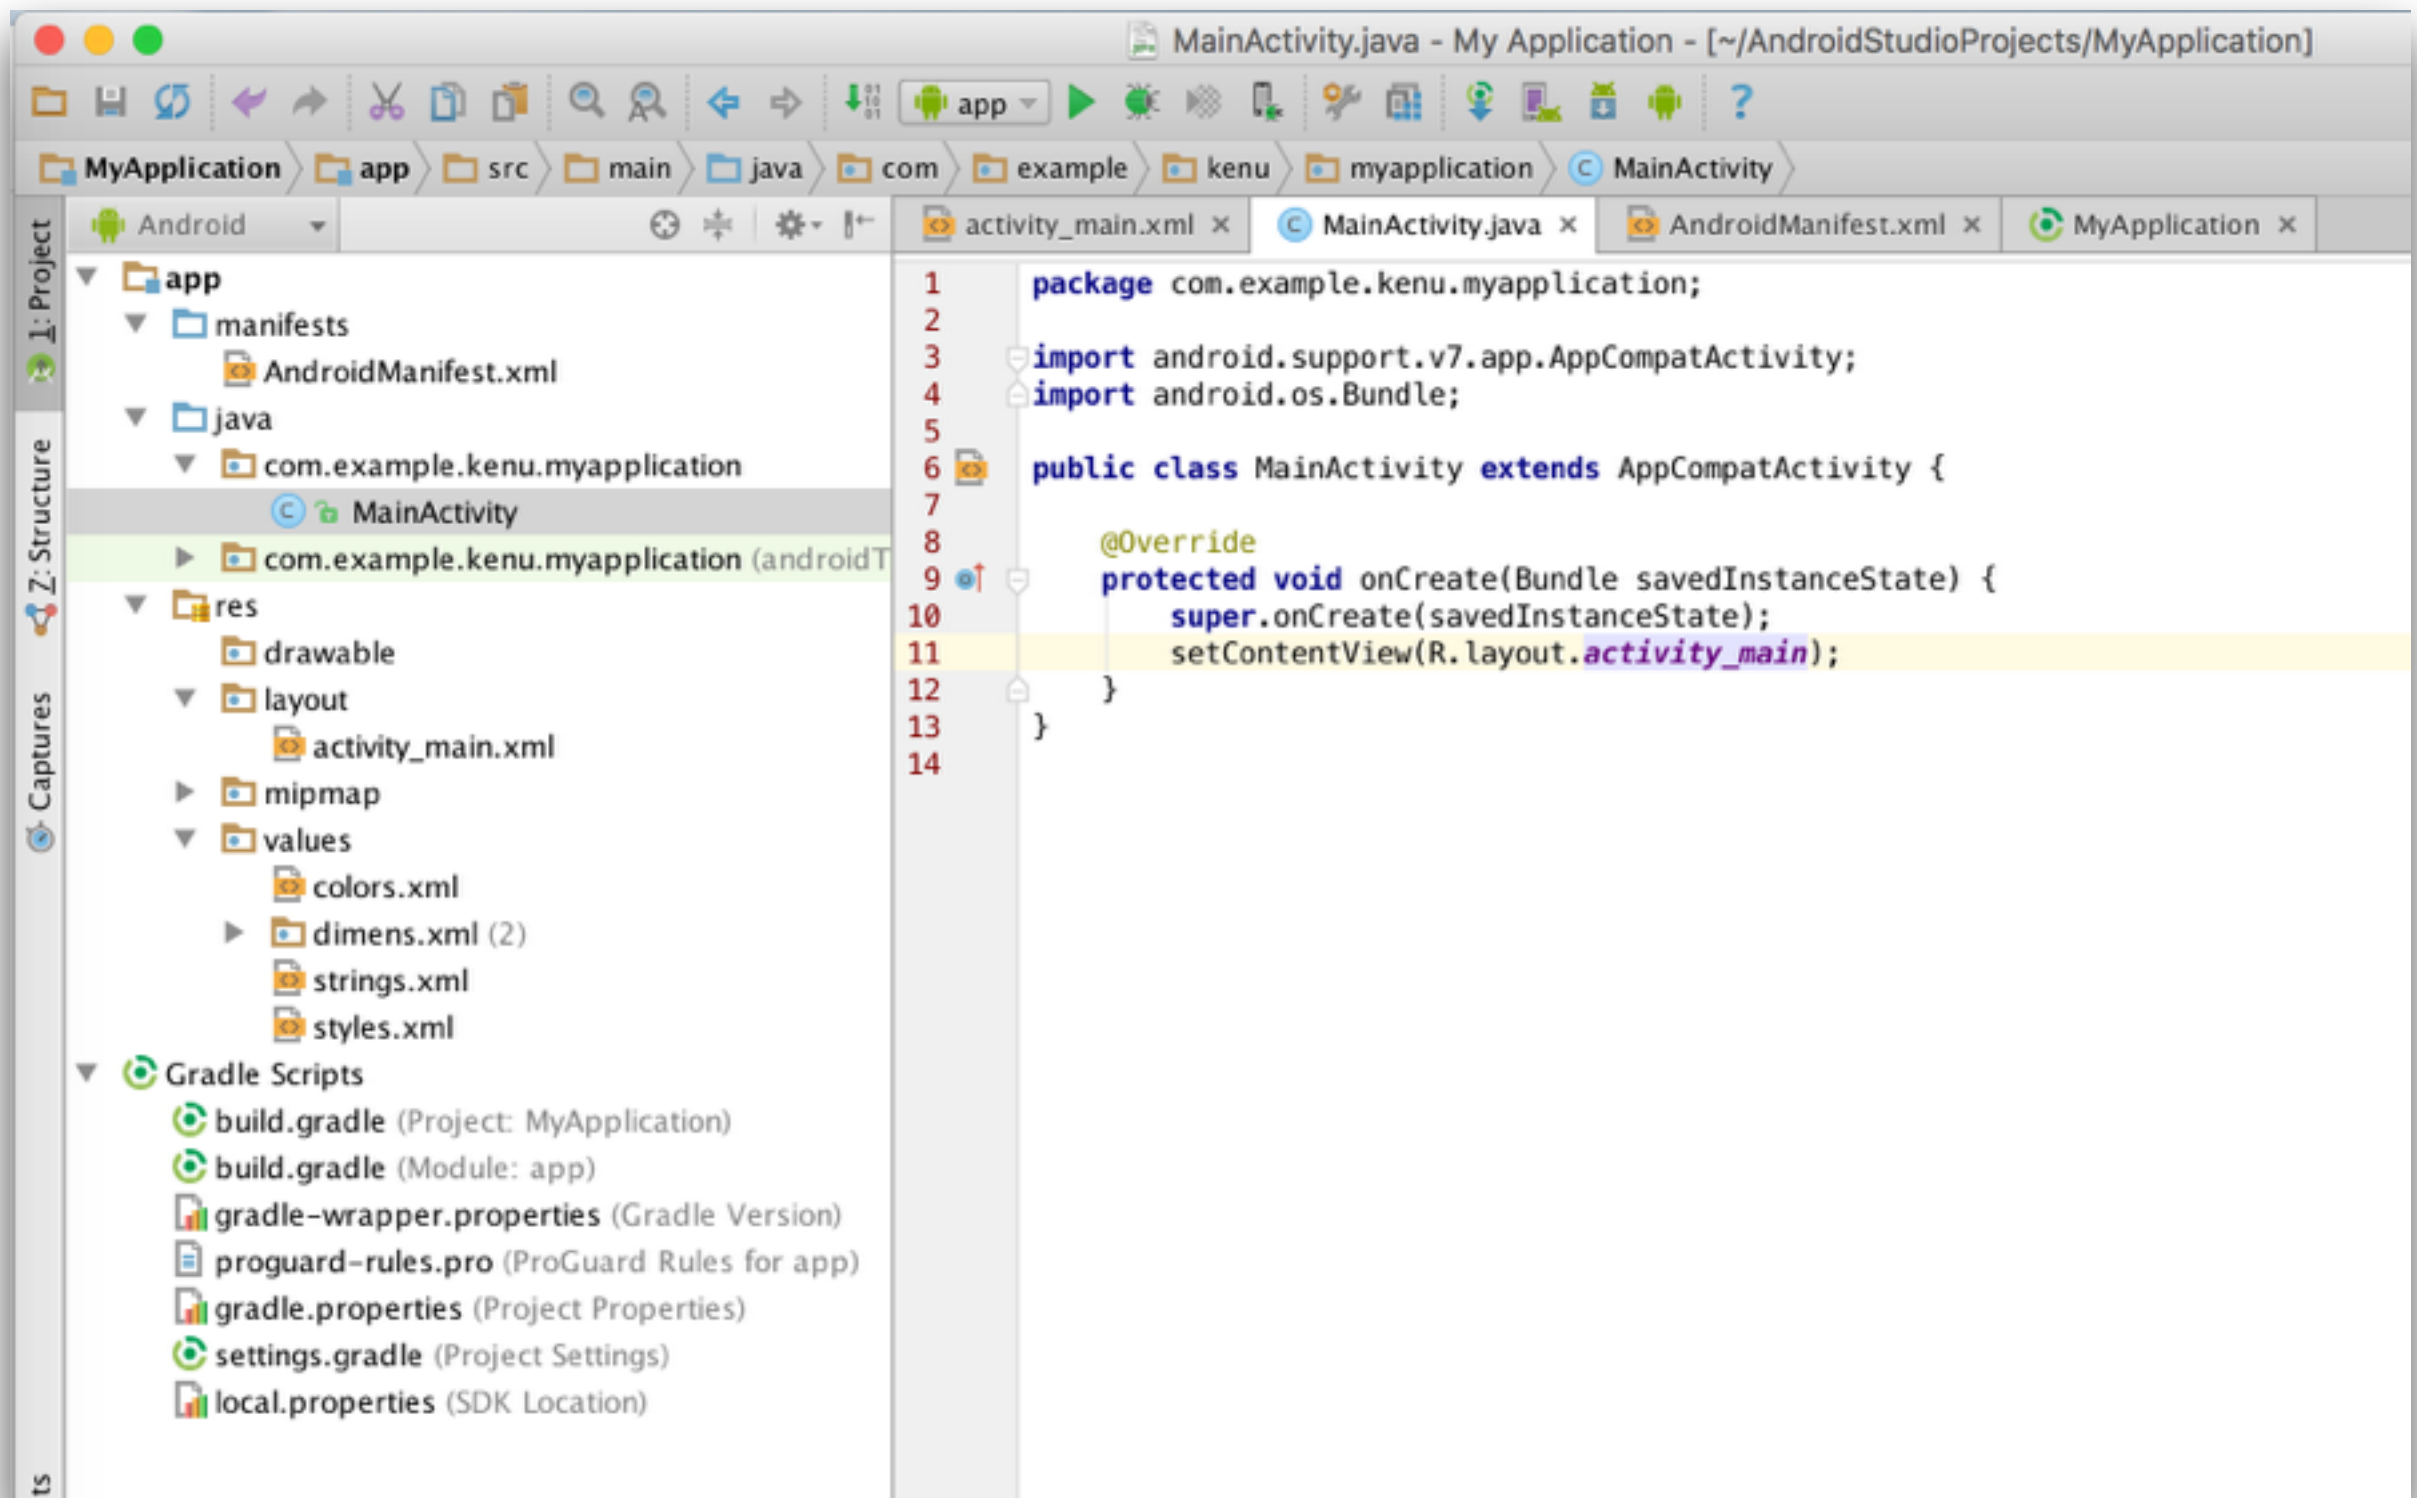 MainActivity.java - My Application - [~/AndroidStudioProjects/MyApplication]
app
?
MyApplication app src main java com example kenu myapplication C MainActivity
Android
activity_main.xml × C MainActivity.java × AndroidManifest.xml × MyApplication ×
1: Project
Z: Structure
Captures
ts
app
manifests
AndroidManifest.xml
java
com.example.kenu.myapplication
C MainActivity
com.example.kenu.myapplication (androidT
res
drawable
layout
activity_main.xml
mipmap
values
colors.xml
dimens.xml (2)
strings.xml
styles.xml
Gradle Scripts
build.gradle (Project: MyApplication)
build.gradle (Module: app)
gradle-wrapper.properties (Gradle Version)
proguard-rules.pro (ProGuard Rules for app)
gradle.properties (Project Properties)
settings.gradle (Project Settings)
local.properties (SDK Location)
1 package com.example.kenu.myapplication;
2
3 import android.support.v7.app.AppCompatActivity;
4 import android.os.Bundle;
5
6 public class MainActivity extends AppCompatActivity {
7
8 @Override
9 protected void onCreate(Bundle savedInstanceState) {
10 super.onCreate(savedInstanceState);
11 setContentView(R.layout.activity_main);
12 }
13 }
14